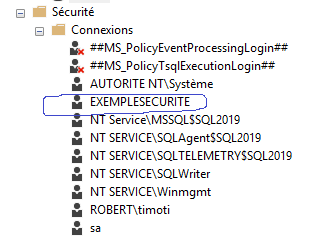 Sécurité
Connexions
##MS_PolicyEventProcessingLogin##
##MS_PolicyTsqlExecutionLogin##
AUTORITE NT\Système
EXEMPLESECURITE
NT Service\MSSQL$SQL2019
NT SERVICE\SQLAgent$SQL2019
NT SERVICE\SQLTELEMETRY$SQL2019
NT SERVICE\SQLWriter
NT SERVICE\Winmgmt
ROBERT\timoti
sa